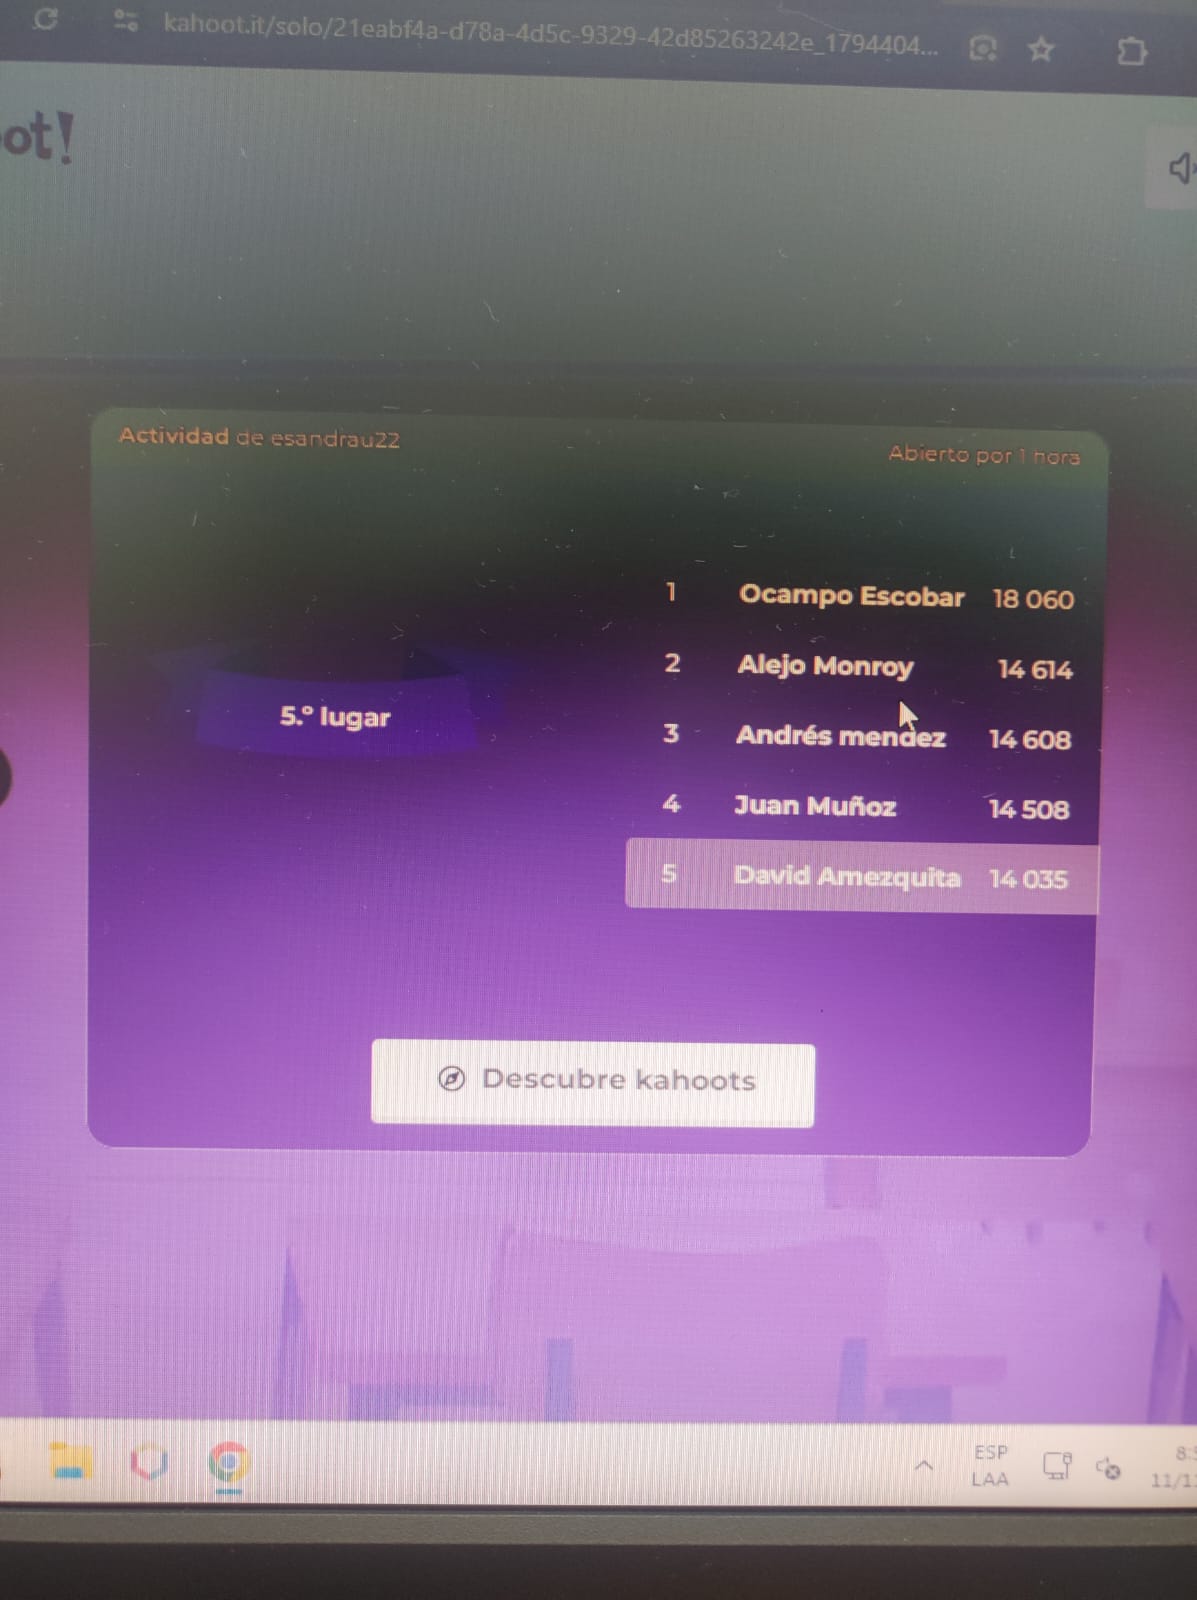 kahoot.it/solo/21eabf4a-d78a-4d5c-9329-42d85263242e_1794404...
ot!
Actividad de esandrau22
Abierto por 1 hora
5.º lugar
1 Ocampo Escobar 18 060
2 Alejo Monroy 14 614
3 Andrés mendez 14 608
4 Juan Muñoz 14 508
5 David Amezquita 14 035
Descubre kahoots
ESP
LAA
11/1